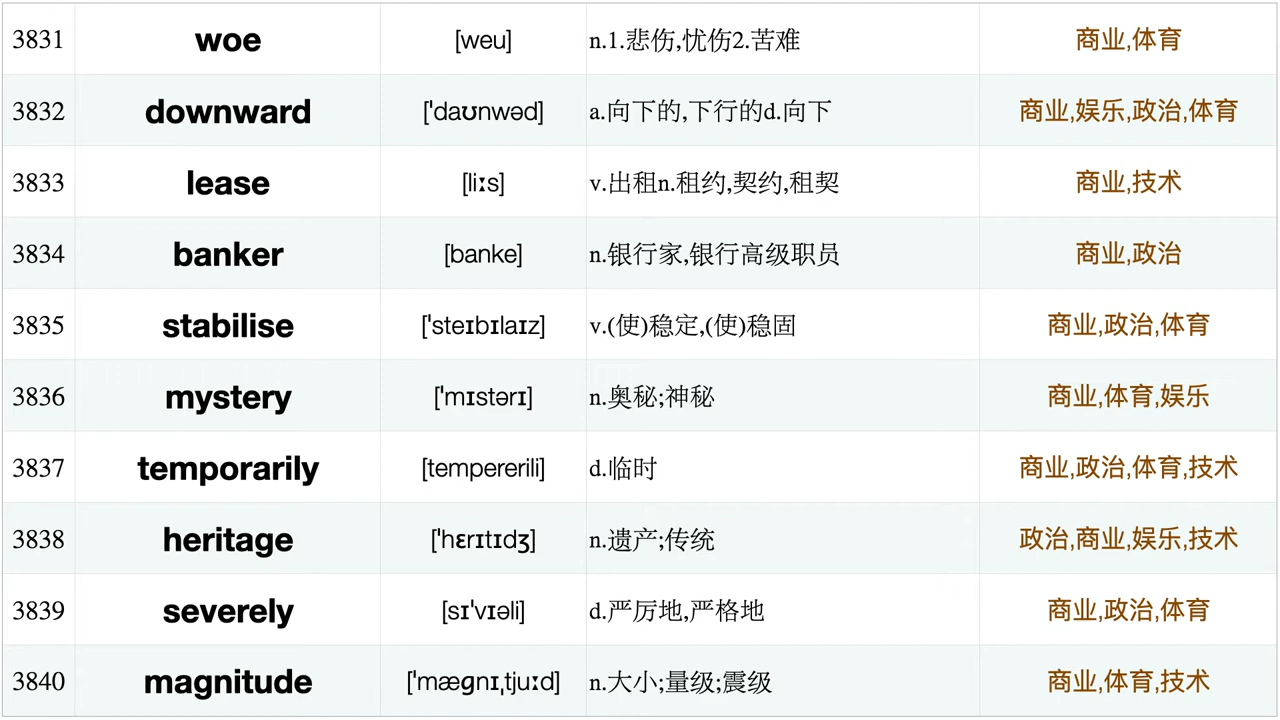 3831 woe [weu] n.1.悲伤,忧伤2.苦难 商业,体育
3832 downward [ˈdaʊnwəd] a.向下的,下行的d.向下 商业,娱乐,政治,体育
3833 lease [liːs] v.出租n.租约,契约,租契 商业,技术
3834 banker [banke] n.银行家,银行高级职员 商业,政治
3835 stabilise [ˈsteɪbɪlaɪz] v.(使)稳定,(使)稳固 商业,政治,体育
3836 mystery [ˈmɪstərɪ] n.奥秘;神秘 商业,体育,娱乐
3837 temporarily [tempererili] d.临时 商业,政治,体育,技术
3838 heritage [ˈhɛrɪtɪdʒ] n.遗产;传统 政治,商业,娱乐,技术
3839 severely [sɪˈvɪəli] d.严厉地,严格地 商业,政治,体育
3840 magnitude [ˈmæɡnɪˌtjuːd] n.大小;量级;震级 商业,体育,技术